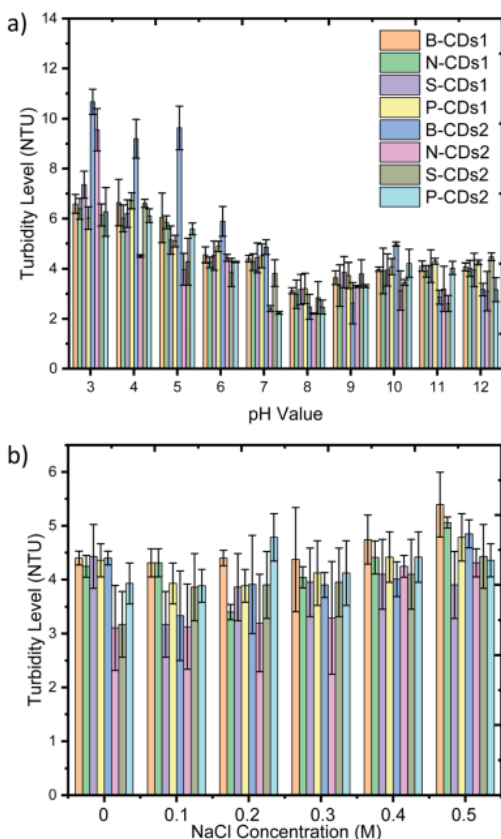 a)
14
12
10
8
6
4
2
0
Turbidity Level (NTU)
B-CDs1
N-CDs1
S-CDs1
P-CDs1
B-CDs2
N-CDs2
S-CDs2
P-CDs2
3 4 5 6 7 8 9 10 11 12
pH Value
b)
6
5
4
3
2
1
0
Turbidity Level (NTU)
0 0.1 0.2 0.3 0.4 0.5
NaCl Concentration (M)